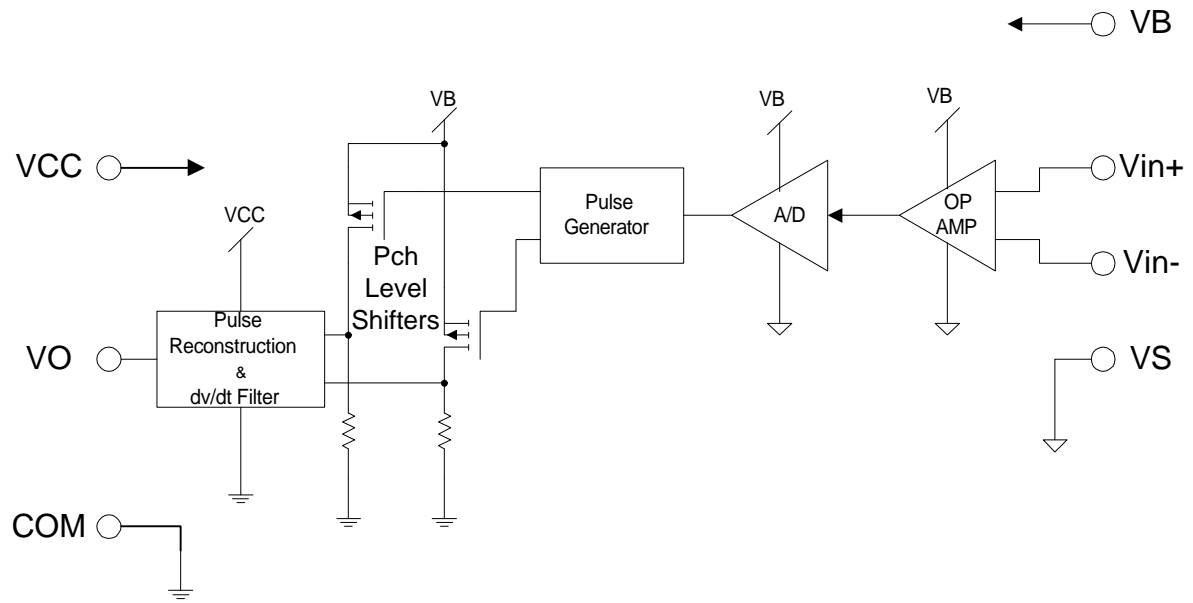 VB
VB
VB
VB
VCC
Vin+
Pulse
Generator
A/D
OP
AMP
VCC
Pch
Level
Shifters
Vin-
Pulse
Reconstruction
&
dv/dt Filter
VO
VS
COM